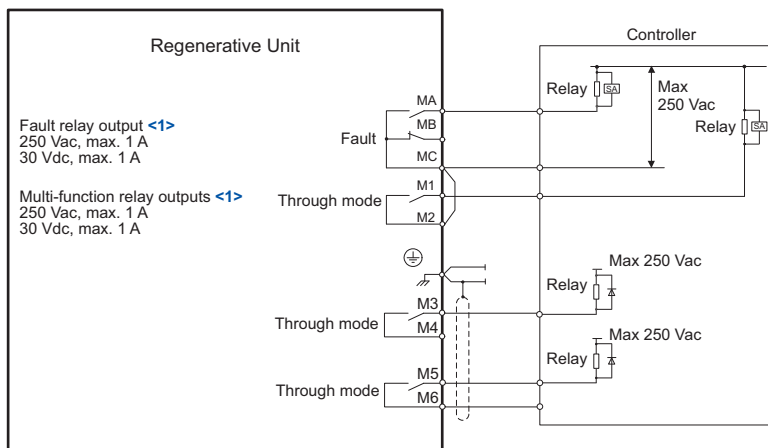 Regenerative Unit
Controller
Fault relay output <1>
250 Vac, max. 1 A
30 Vdc, max. 1 A
Multi-function relay outputs <1>
250 Vac, max. 1 A
30 Vdc, max. 1 A
Fault
MA
MB
MC
Through mode
M1
M2
Relay
SA
Max
250 Vac
Relay
SA
Through mode
M3
M4
Relay
Max 250 Vac
Through mode
M5
M6
Relay
Max 250 Vac